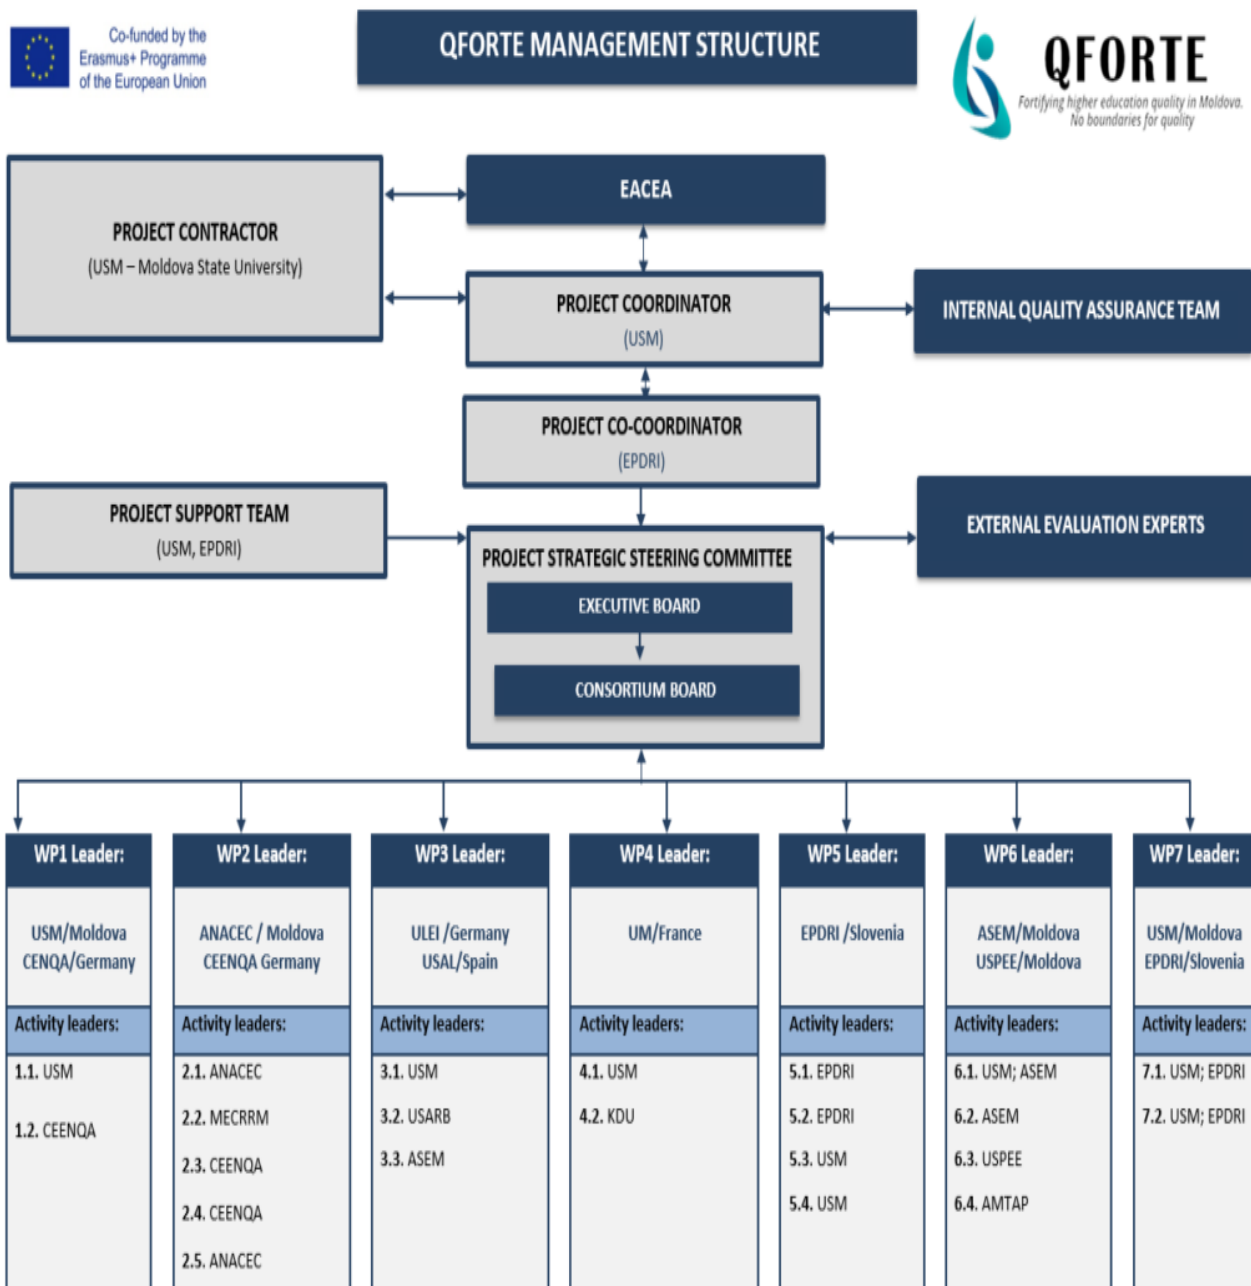 Co-funded by the
Erasmus+ Programme
of the European Union
QFORTE MANAGEMENT STRUCTURE
QFORTE
Fortifying higher education quality in Moldova.
No boundaries for quality
PROJECT CONTRACTOR
(USM – Moldova State University)
EACEA
PROJECT COORDINATOR
(USM)
INTERNAL QUALITY ASSURANCE TEAM
PROJECT CO-COORDINATOR
(EPDRI)
PROJECT SUPPORT TEAM
(USM, EPDRI)
PROJECT STRATEGIC STEERING COMMITTEE
EXECUTIVE BOARD
CONSORTIUM BOARD
EXTERNAL EVALUATION EXPERTS
WP1 Leader:
USM/Moldova
CENQA/Germany
Activity leaders:
1.1. USM
1.2. CEENQA
WP2 Leader:
ANACEC / Moldova
CEENQA Germany
Activity leaders:
2.1. ANACEC
2.2. MECRRM
2.3. CEENQA
2.4. CEENQA
2.5. ANACEC
WP3 Leader:
ULEI /Germany
USAL/Spain
Activity leaders:
3.1. USM
3.2. USARB
3.3. ASEM
WP4 Leader:
UM/France
Activity leaders:
4.1. USM
4.2. KDU
WP5 Leader:
EPDRI /Slovenia
Activity leaders:
5.1. EPDRI
5.2. EPDRI
5.3. USM
5.4. USM
WP6 Leader:
ASEM/Moldova
USPEE/Moldova
Activity leaders:
6.1. USM; ASEM
6.2. ASEM
6.3. USPEE
6.4. AMTAP
WP7 Leader:
USM/Moldova
EPDRI/Slovenia
Activity leaders:
7.1. USM; EPDRI
7.2. USM; EPDRI